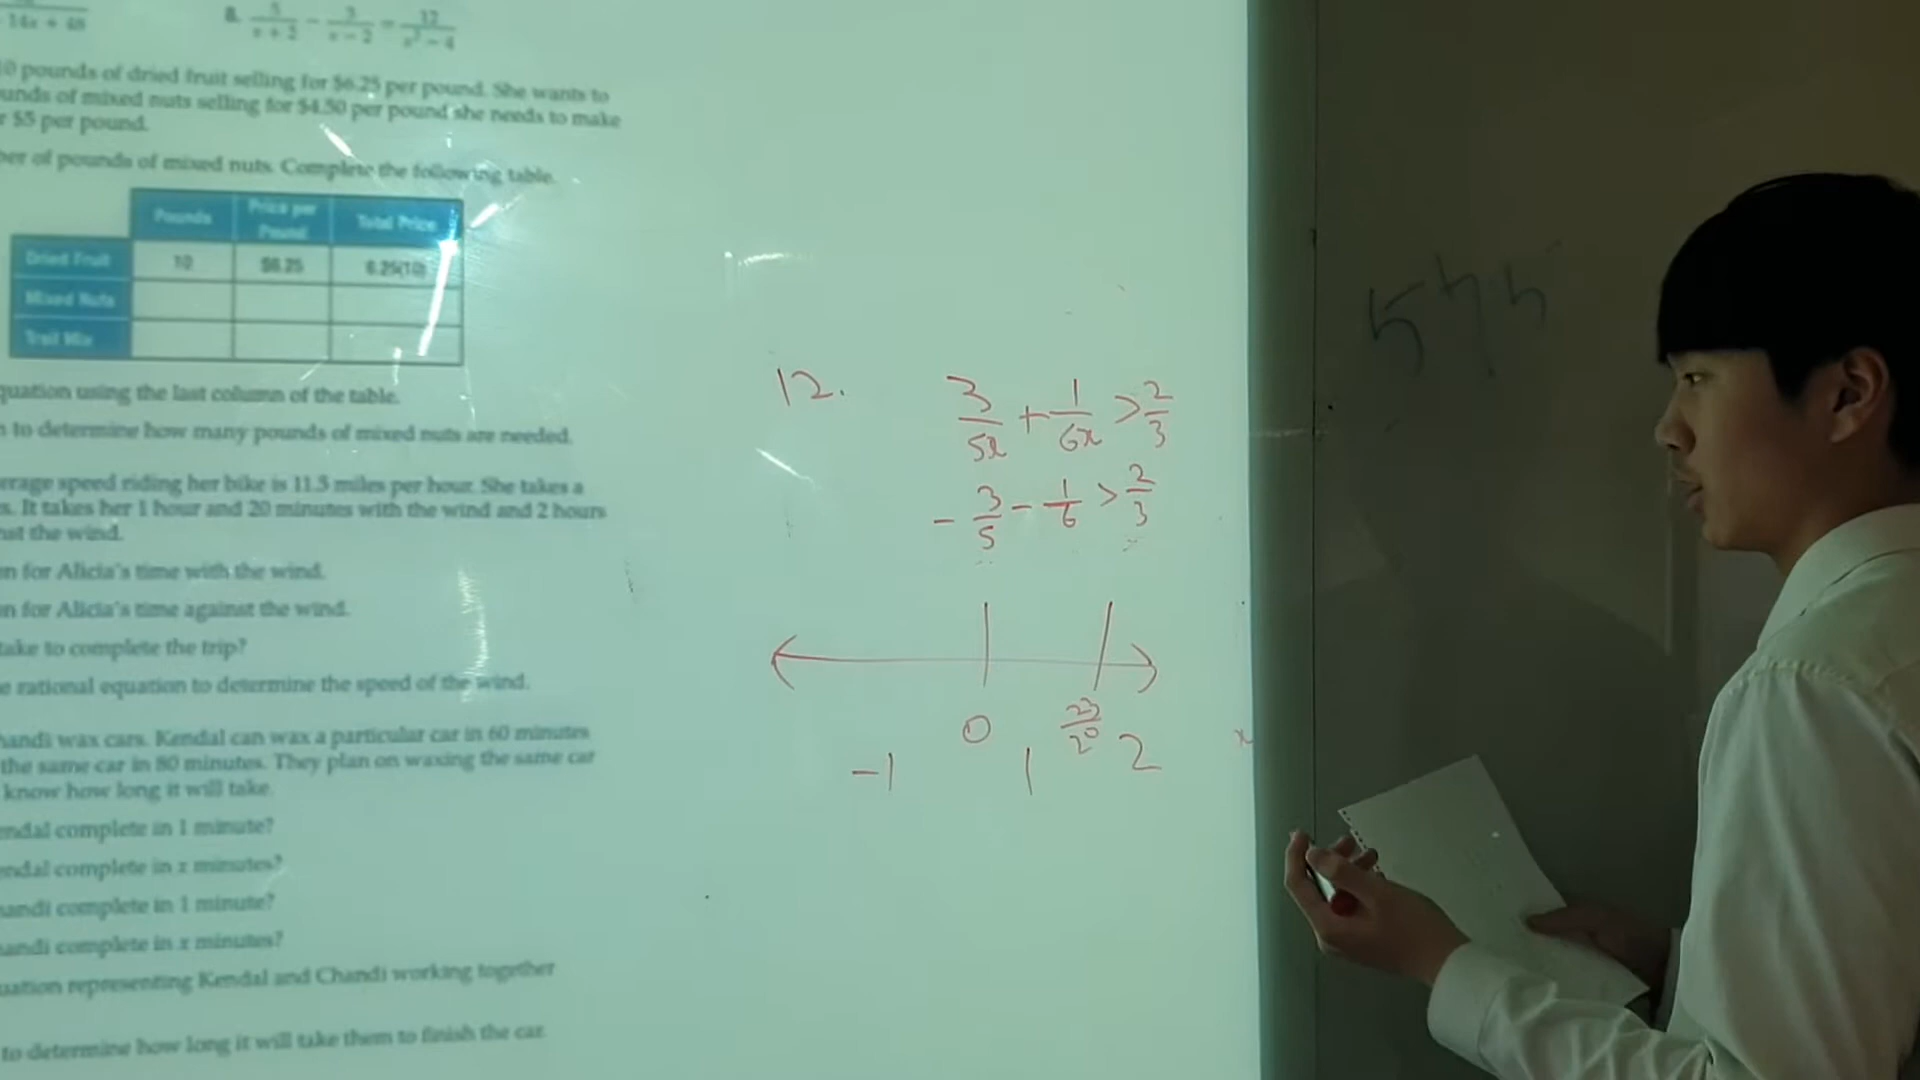 - 14x + 48
8. 5/(x + 2) - 3/(x - 2) = 12/(x² - 4)
0 pounds of dried fruit selling for $6.25 per pound. She wants to
unds of mixed nuts selling for $4.50 per pound she needs to make
r $5 per pound.
ber of pounds of mixed nuts. Complete the following table.
Pounds Price per Pound Total Price
Dried Fruit 10 $6.25 6.25(10)
Mixed Nuts
Trail Mix
quation using the last column of the table.
n to determine how many pounds of mixed nuts are needed.
erage speed riding her bike is 11.5 miles per hour. She takes a
s. It takes her 1 hour and 20 minutes with the wind and 2 hours
nst the wind.
n for Alicia's time with the wind.
n for Alicia's time against the wind.
take to complete the trip?
e rational equation to determine the speed of the wind.
handi wax cars. Kendal can wax a particular car in 60 minutes
the same car in 80 minutes. They plan on waxing the same car
know how long it will take.
endal complete in 1 minute?
endal complete in x minutes?
handi complete in 1 minute?
handi complete in x minutes?
uation representing Kendal and Chandi working together
to determine how long it will take them to finish the car.
12. 3/5x + 1/6x > 2/3
- 3/5 - 1/6 > 2/3
0 23/20
-1 1 2